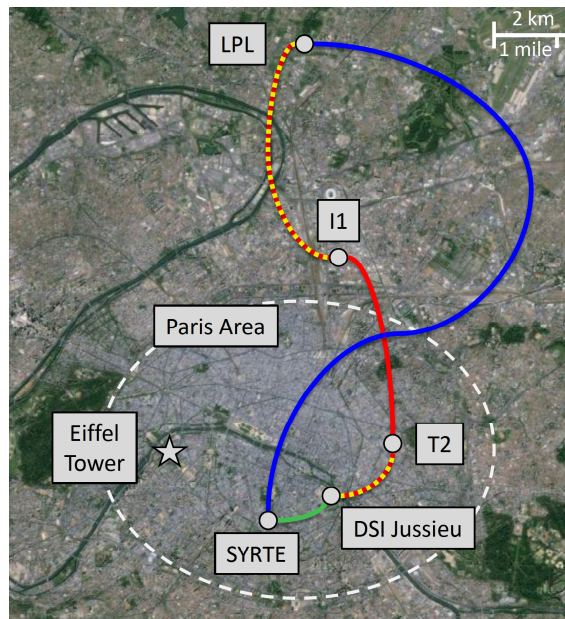 LPL
2 km
1 mile
I1
Paris Area
Eiffel
Tower
T2
DSI Jussieu
SYRTE